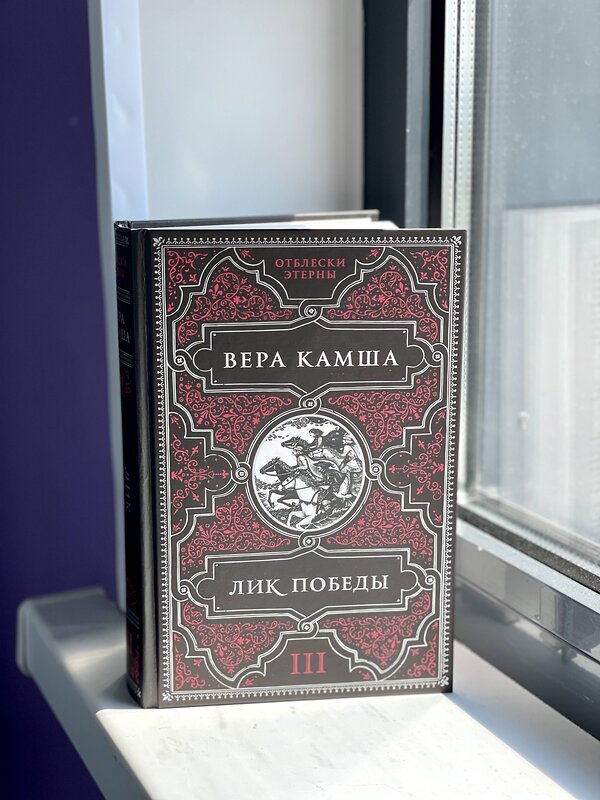 ОТБЛЕСКИ
ЭТЕРНЫ
ВЕРА КАМША
ЛИК ПОБЕДЫ
III